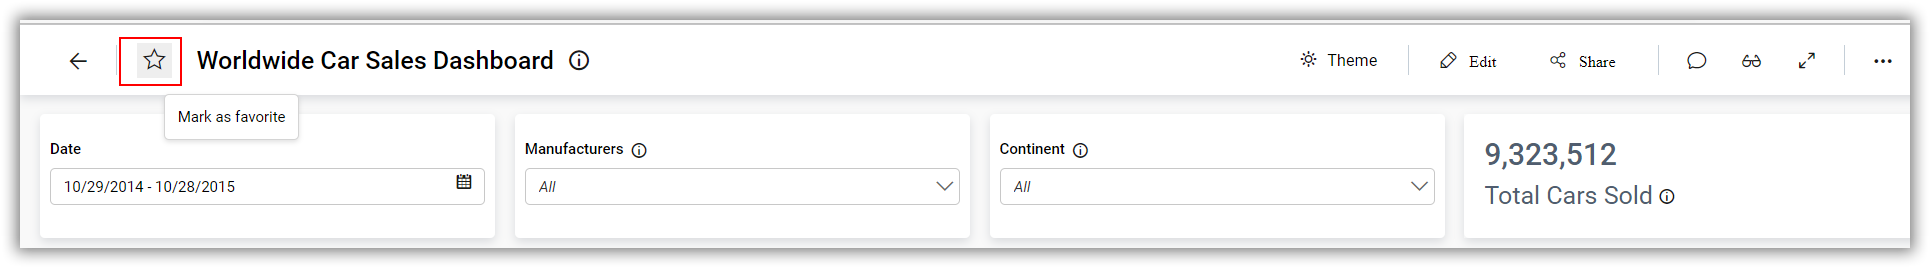 Worldwide Car Sales Dashboard
Theme
Edit
Share
Mark as favorite
Date
10/29/2014 - 10/28/2015
Manufacturers
All
Continent
All
9,323,512
Total Cars Sold